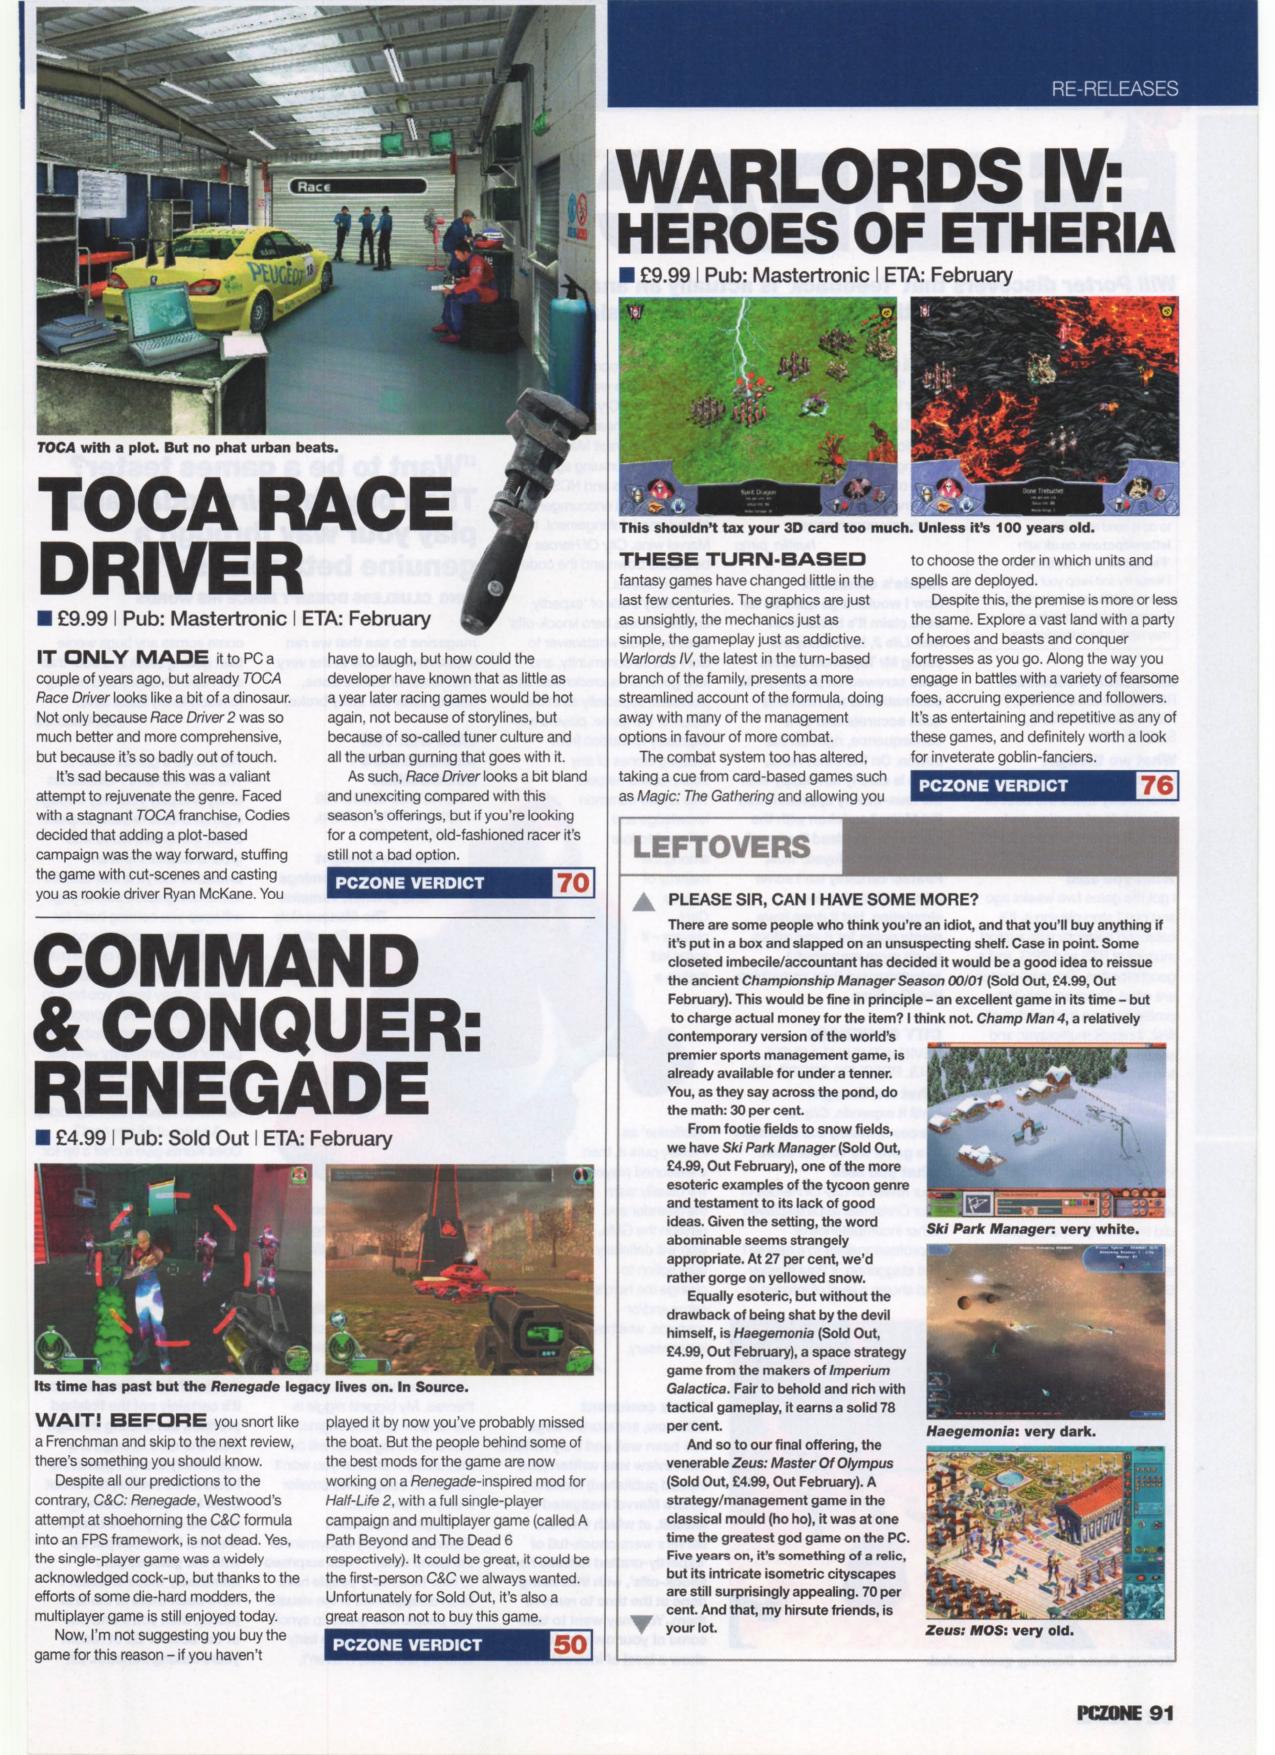 RE-RELEASES
Race
PEUGEOT
TOCA with a plot. But no phat urban beats.
TOCA RACE
DRIVER
£9.99 | Pub: Mastertronic | ETA: February
IT ONLY MADE it to PC a
couple of years ago, but already TOCA
Race Driver looks like a bit of a dinosaur.
Not only because Race Driver 2 was so
much better and more comprehensive,
but because it's so badly out of touch.
It's sad because this was a valiant
attempt to rejuvenate the genre. Faced
with a stagnant TOCA franchise, Codies
decided that adding a plot-based
campaign was the way forward, stuffing
the game with cut-scenes and casting
you as rookie driver Ryan McKane. You
may laugh, but how could the
developer have known that as little as
a year later racing games would be hot
again, not because of storylines, but
because of so-called tuner culture and
all the urban gurning that goes with it.
As such, Race Driver looks a bit bland
and unexciting compared with this
season's offerings, but if you're looking
for a competent, old-fashioned racer it's
still not a bad option.
PCZONE VERDICT 70
COMMAND
& CONQUER:
RENEGADE
£4.99 | Pub: Sold Out | ETA: February
Its time has past but the Renegade legacy lives on. In Source.
WAIT! BEFORE you snort like
a Frenchman and skip to the next review,
there's something you should know.
Despite all our predictions to the
contrary, C&C: Renegade, Westwood's
attempt at shoehorning the C&C formula
into an FPS framework, is not dead. Yes,
the single-player game was a widely
acknowledged cock-up, but thanks to the
efforts of some die-hard modders, the
multiplayer game is still enjoyed today.
Now, I'm not suggesting you buy the
game for this reason – if you haven't
played it by now you've probably missed
the boat. But the people behind some of
the best mods for the game are now
working on a Renegade-inspired mod for
Half-Life 2, with a full single-player
campaign and multiplayer game (called A
Path Beyond and The Dead 6
respectively). It could be great, it could be
the first-person C&C we always wanted.
Unfortunately for Sold Out, it's also a
great reason not to buy this game.
PCZONE VERDICT 50
WARLORDS IV:
HEROES OF ETHERIA
£9.99 | Pub: Mastertronic | ETA: February
Spirit Dragon
Done Trebuchet
This shouldn't tax your 3D card too much. Unless it's 100 years old.
THESE TURN-BASED
fantasy games have changed little in the
last few centuries. The graphics are just
as unsightly, the mechanics just as
simple, the gameplay just as addictive.
Warlords IV, the latest in the turn-based
branch of the family, presents a more
streamlined account of the formula, doing
away with many of the management
options in favour of more combat.
The combat system too is altered,
taking a cue from card-based games such
as Magic: The Gathering and allowing you
to choose the order in which units and
spells are deployed.
Despite this, the premise is more or less
the same. Explore a vast land with a party
of heroes and beasts and conquer
fortresses as you go. Along the way you
engage in battles with a variety of fearsome
foes, accruing experience and followers.
It's as entertaining and repetitive as any of
these games, and definitely worth a look
for inveterate goblin-fanciers.
PCZONE VERDICT 76
LEFTOVERS
PLEASE SIR, CAN I HAVE SOME MORE?
There are some people who think you're an idiot, and that you'll buy anything if
it's put in a box and slapped on an unsuspecting shelf. Case in point. Some
closeted imbecile/accountant has decided it would be a good idea to reissue
the ancient Championship Manager Season 00/01 (Sold Out, £4.99, Out
February). This would be fine in principle – an excellent game in its time – but
to charge actual money for the item? I think not. Champ Man 4, a relatively
contemporary version of the world's
premier sports management game, is
already available for under a tenner.
You, as they say across the pond, do
the math: 30 per cent.
From footie fields to snow fields,
we have Ski Park Manager (Sold Out,
£4.99, Out February), one of the more
esoteric examples of the tycoon genre
and testament to its lack of good
ideas. Given the setting, the word
abominable seems strangely
appropriate. At 27 per cent, we'd
rather gorge on yellowed snow.
Equally esoteric, but without the
drawback of being shat by the devil
himself, is Haegemonia (Sold Out,
£4.99, Out February), a space strategy
game from the makers of Imperium
Galactica. Fair to behold and rich with
tactical gameplay, it earns a solid 78
per cent.
And so to our final offering, the
venerable Zeus: Master Of Olympus
(Sold Out, £4.99, Out February). A
strategy/management game in the
classical mould (ho ho), it was at one
time the greatest god game on the PC.
Five years on, it's something of a relic,
but its intricate isometric cityscapes
are still surprisingly appealing. 70 per
cent. And that, my hirsute friends, is
your lot.
Ski Park Manager: very white.
Haegemonia: very dark.
Zeus: MOS: very old.
PCZONE 91